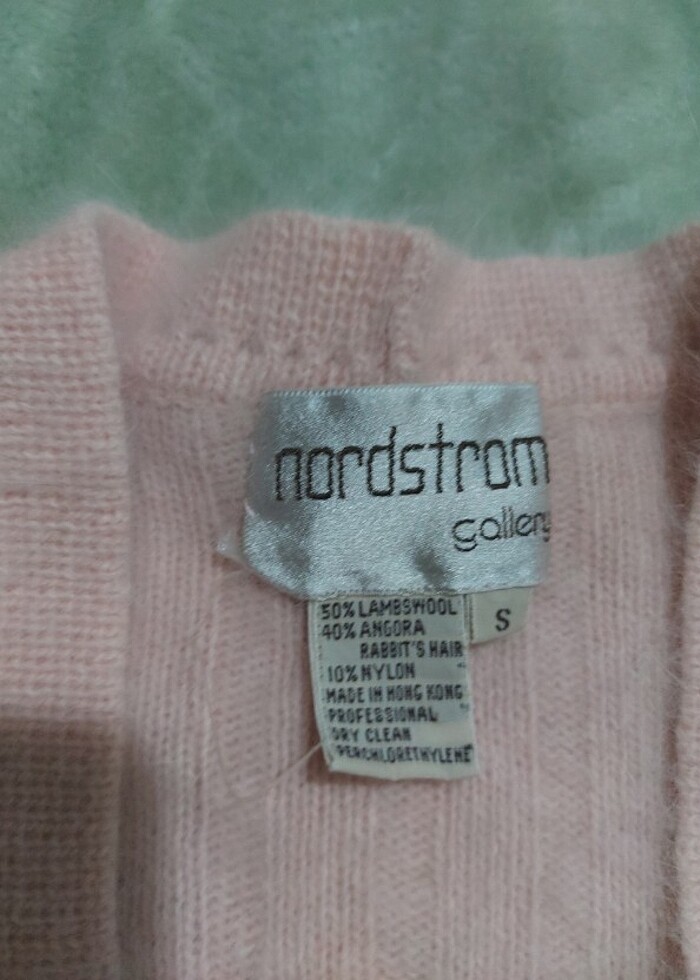 nordstrom
gallery
50% LAMBSWOOL
40% ANGORA
RABBIT'S HAIR
10% NYLON
MADE IN HONG KONG
PROFESSIONAL
DRY CLEAN
PERCHLORETHYLENE
S